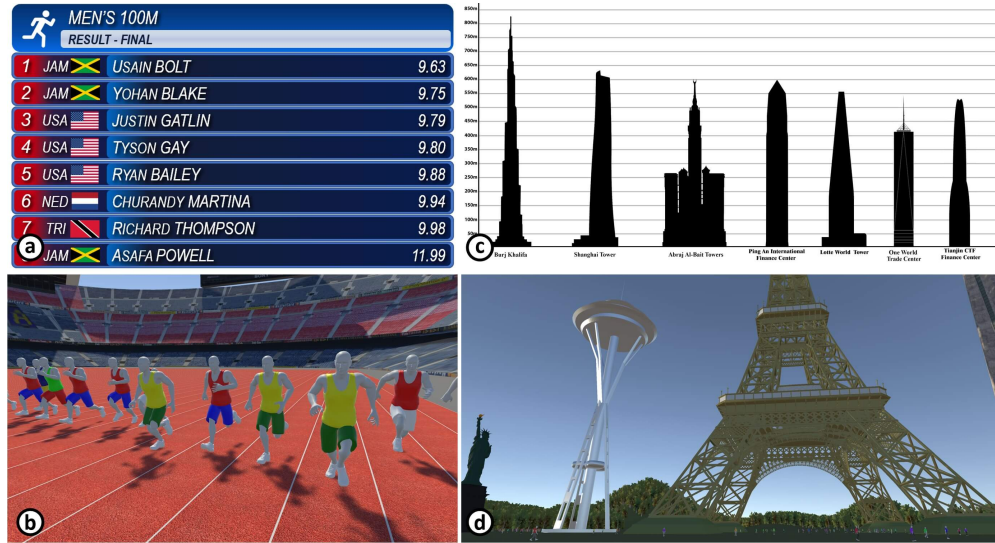 MEN'S 100M
RESULT - FINAL
1 JAM USAIN BOLT 9.63
2 JAM YOHAN BLAKE 9.75
3 USA JUSTIN GATLIN 9.79
4 USA TYSON GAY 9.80
5 USA RYAN BAILEY 9.88
6 NED CHURANDY MARTINA 9.94
7 TRI RICHARD THOMPSON 9.98
JAM ASAFA POWELL 11.99
a
850m
800m
750m
700m
650m
600m
550m
500m
450m
400m
350m
300m
250m
200m
150m
100m
50m
c
Burj Khalifa
Shanghai Tower
Abraj Al-Bait Towers
Ping An International
Finance Center
Lotte World Tower
One World
Trade Center
Tianjin CTF
Finance Center
b
d